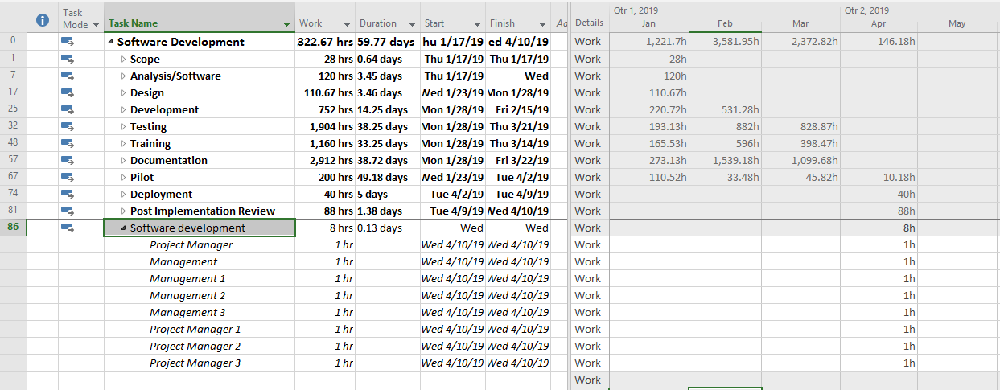 Qtr 1, 2019 Qtr 2, 2019
Task Mode Task Name Work Duration Start Finish Details Jan Feb Mar Apr May
0 Software Development 322.67 hrs 59.77 days hu 1/17/19 ed 4/10/19 Work 1,221.7h 3,581.95h 2,372.82h 146.18h
1 Scope 28 hrs 0.64 days Thu 1/17/19 Thu 1/17/19 Work 28h
7 Analysis/Software 120 hrs 3.45 days Thu 1/17/19 Wed Work 120h
17 Design 110.67 hrs 3.46 days Wed 1/23/19 Mon 1/28/19 Work 110.67h
25 Development 752 hrs 14.25 days Mon 1/28/19 Fri 2/15/19 Work 220.72h 531.28h
32 Testing 1,904 hrs 38.25 days Mon 1/28/19 Thu 3/21/19 Work 193.13h 882h 828.87h
48 Training 1,160 hrs 33.25 days Mon 1/28/19 Thu 3/14/19 Work 165.53h 596h 398.47h
57 Documentation 2,912 hrs 38.72 days Mon 1/28/19 Fri 3/22/19 Work 273.13h 1,539.18h 1,099.68h
67 Pilot 200 hrs 49.18 days Wed 1/23/19 Tue 4/2/19 Work 110.52h 33.48h 45.82h 10.18h
74 Deployment 40 hrs 5 days Tue 4/2/19 Tue 4/9/19 Work 40h
81 Post Implementation Review 88 hrs 1.38 days Tue 4/9/19 Wed 4/10/19 Work 88h
86 Software development 8 hrs 0.13 days Wed Wed Work 8h
Project Manager 1 hr Wed 4/10/19 Wed 4/10/19 Work 1h
Management 1 hr Wed 4/10/19 Wed 4/10/19 Work 1h
Management 1 1 hr Wed 4/10/19 Wed 4/10/19 Work 1h
Management 2 1 hr Wed 4/10/19 Wed 4/10/19 Work 1h
Management 3 1 hr Wed 4/10/19 Wed 4/10/19 Work 1h
Project Manager 1 1 hr Wed 4/10/19 Wed 4/10/19 Work 1h
Project Manager 2 1 hr Wed 4/10/19 Wed 4/10/19 Work 1h
Project Manager 3 1 hr Wed 4/10/19 Wed 4/10/19 Work 1h
Work